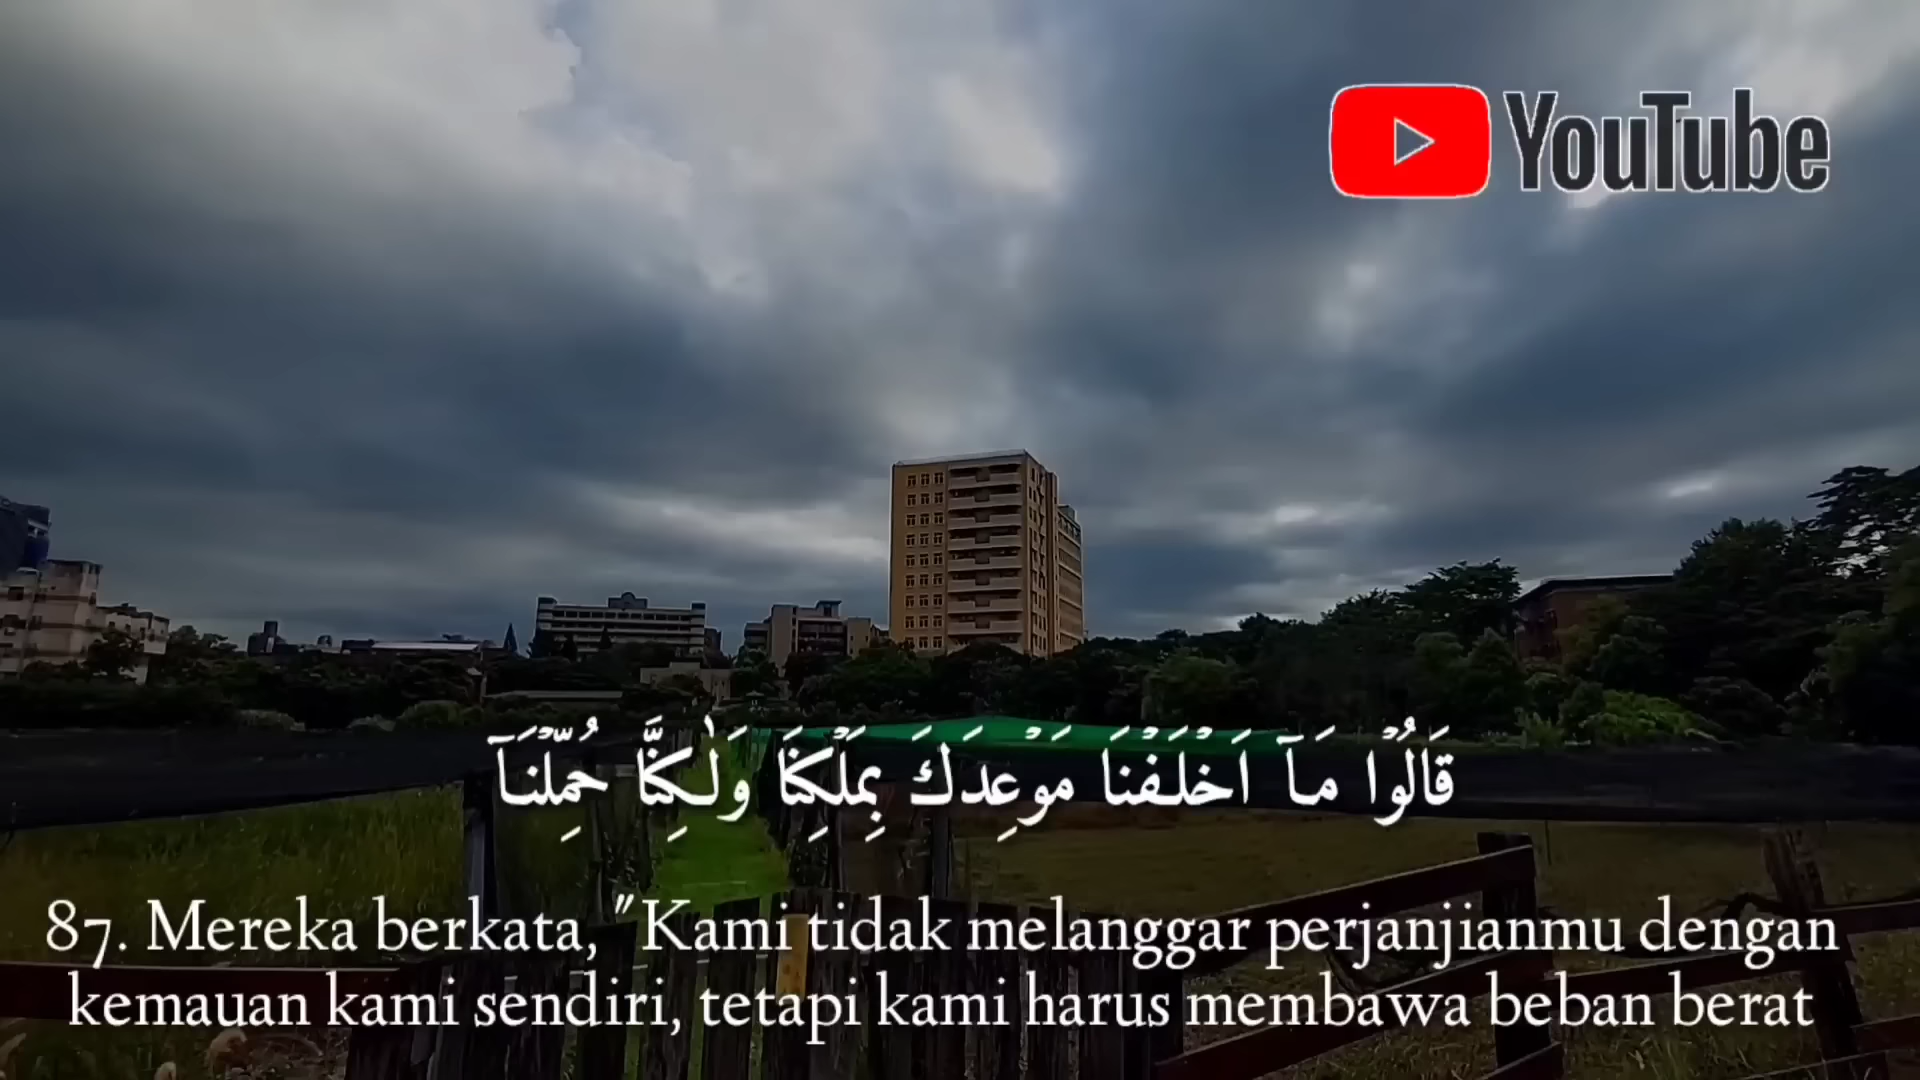 YouTube
قَالُوْا مَآ اَخْلَفْنَا مَوْعِدَكَ بِمَلْكِنَا وَلٰكِنَّا حُمِّلْنَآ
87. Mereka berkata, "Kami tidak melanggar perjanjianmu dengan
kemauan kami sendiri, tetapi kami harus membawa beban berat